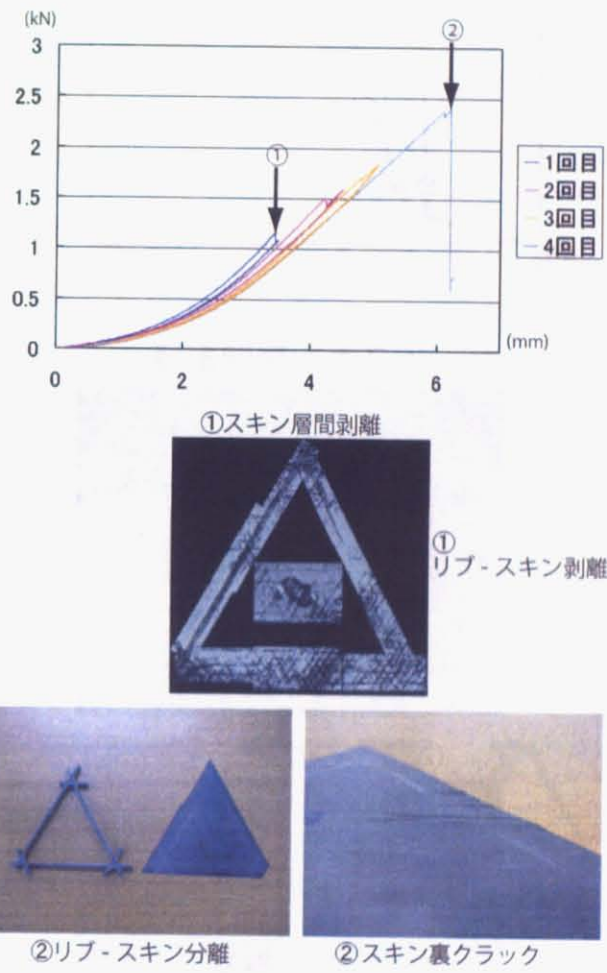 (kN)
②
3
2.5
2
①
1.5
1
0.5
0
1回目
2回目
3回目
4回目
(mm)
0
2
4
6
①スキン層間剥離
①
リブ - スキン剥離
②リブ - スキン分離
②スキン裏クラック